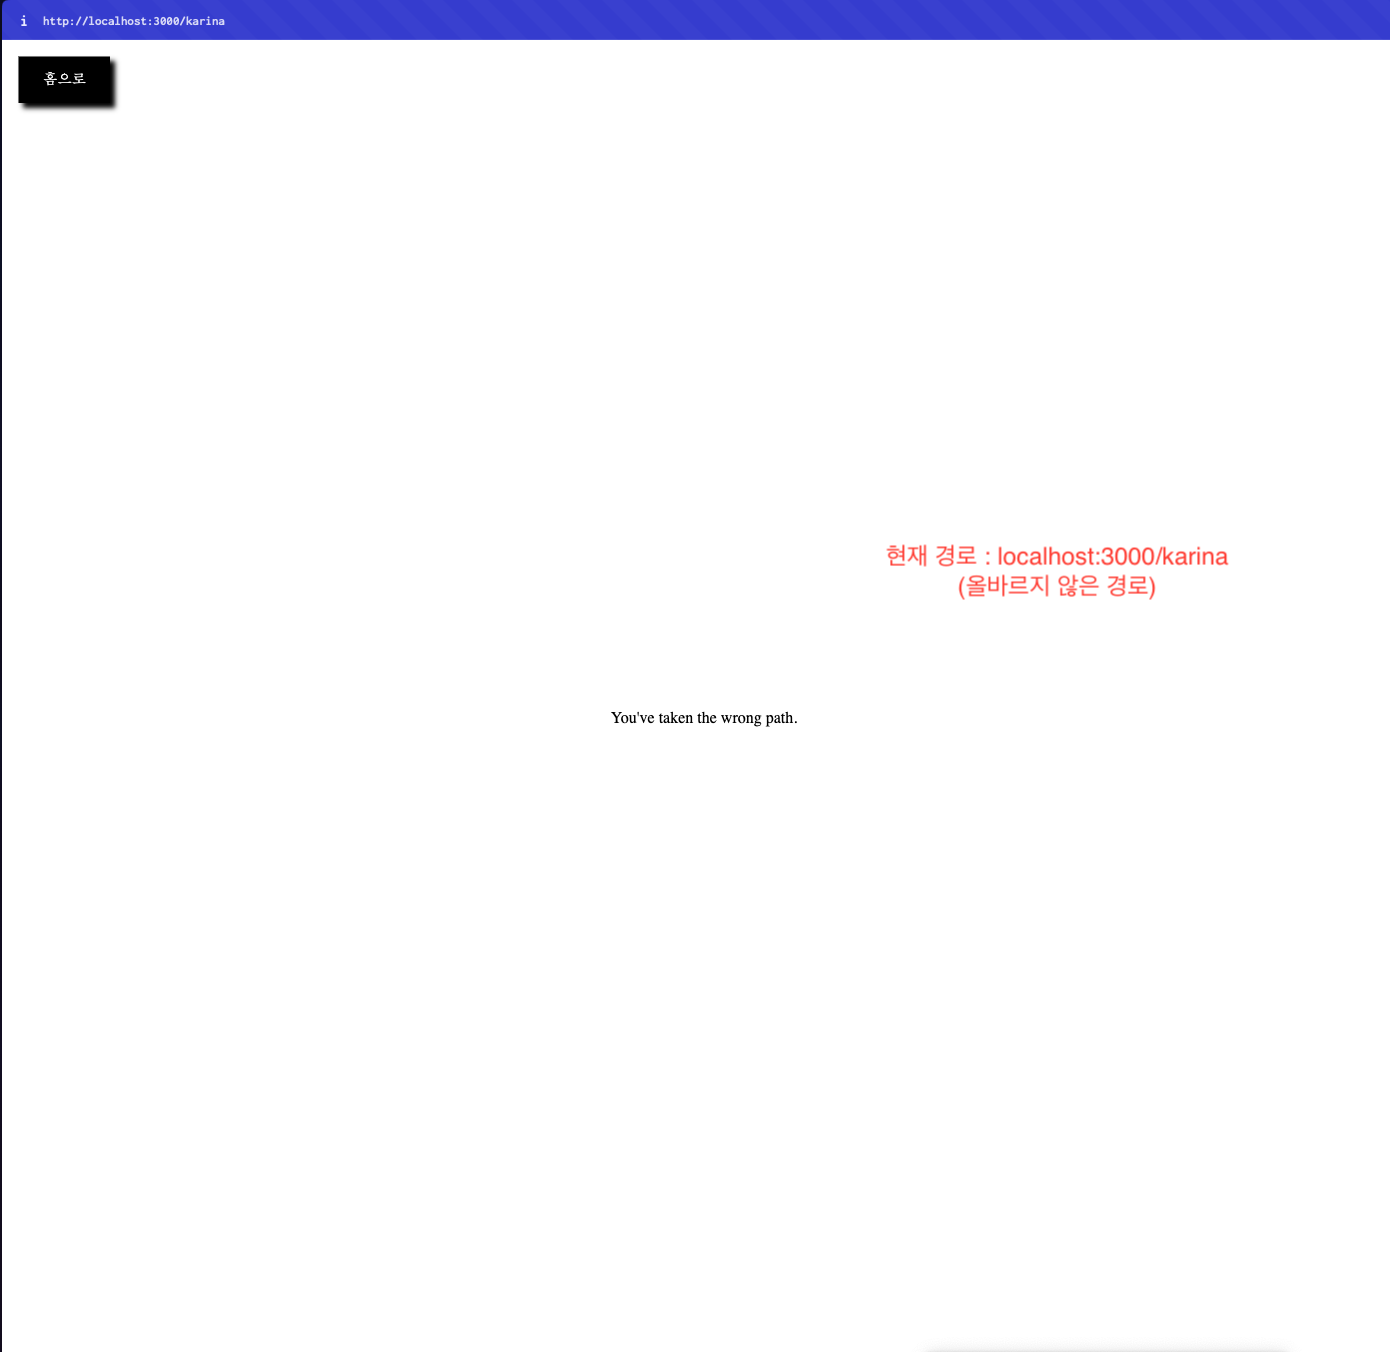 i http://localhost:3000/karina
홈으로
현재 경로 : localhost:3000/karina
(올바르지 않은 경로)
You've taken the wrong path.